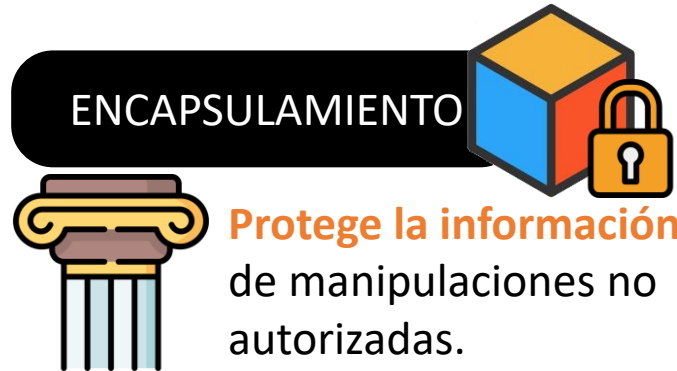 ENCAPSULAMIENTO
Protege la información
de manipulaciones no
autorizadas.